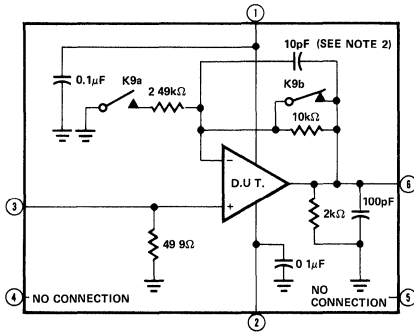 1
10pF (SEE NOTE 2)
0.1μF
K9a
2 49kΩ
K9b
10kΩ
−
D.U.T.
+
6
3
100pF
2kΩ
49 9Ω
0 1μF
4 NO CONNECTION
NO
CONNECTION 5
2